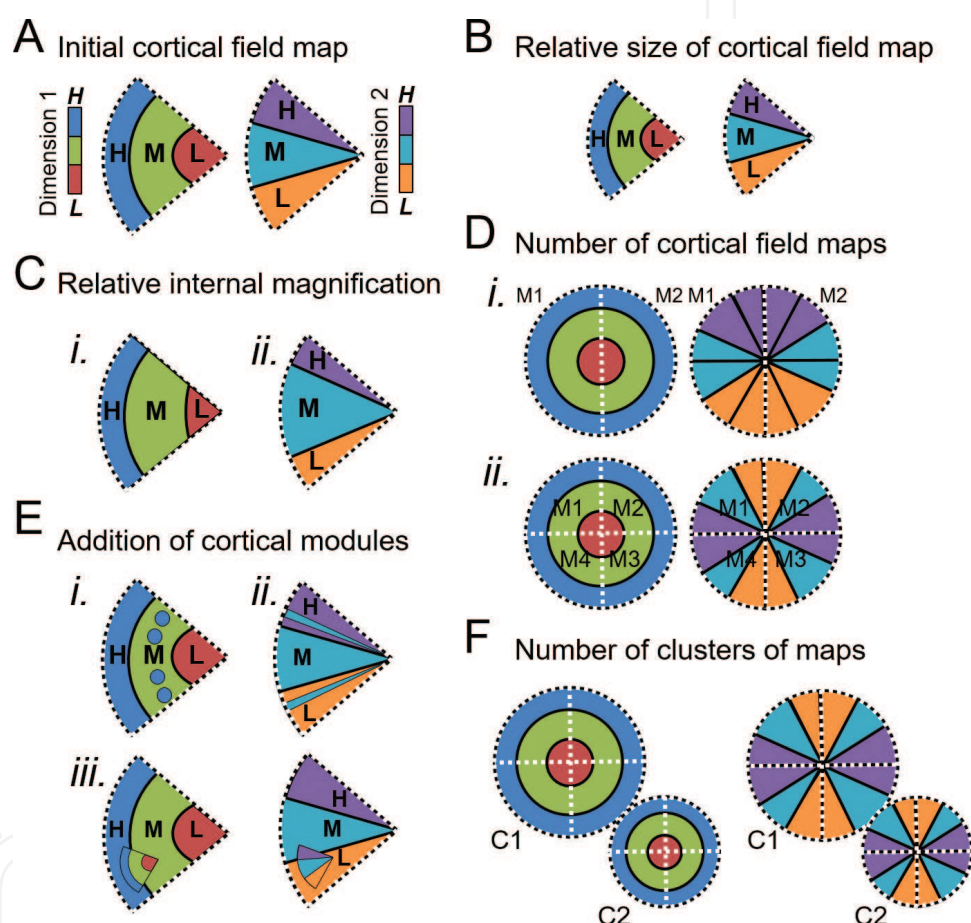 A Initial cortical field map
Dimension 1
H
L
H M L
H
M
L
Dimension 2
H
L
B Relative size of cortical field map
H M L
H
M
L
C Relative internal magnification
i.
H M L
ii.
H
M
L
D Number of cortical field maps
i.
M1 M2 M1 M2
ii.
M1 M2
M4 M3
M1 M2
M4 M3
E Addition of cortical modules
i.
H M L
ii.
H
M
L
iii.
H M L
H
M
L
F Number of clusters of maps
C1
C2
C1
C2